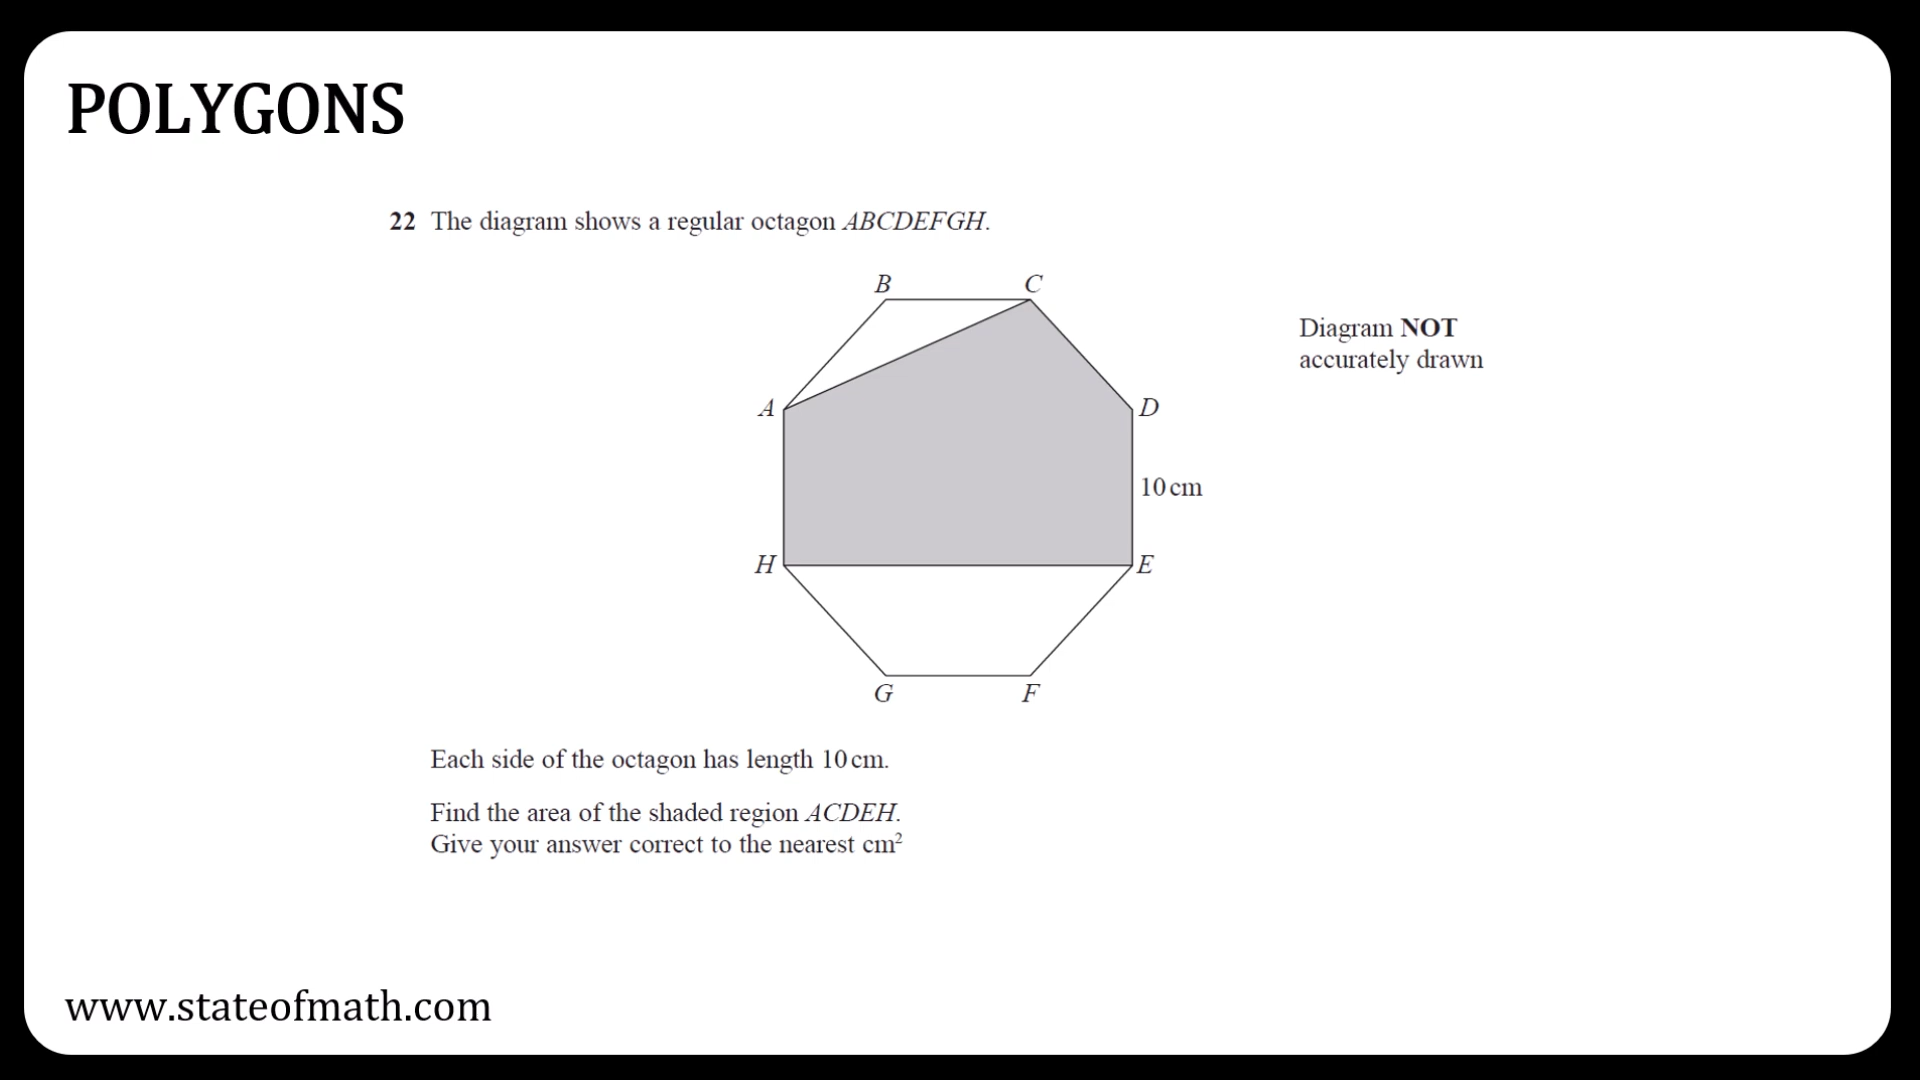 POLYGONS
22 The diagram shows a regular octagon ABCDEFGH.
B
C
Diagram NOT
accurately drawn
A
D
10 cm
H
E
G
F
Each side of the octagon has length 10 cm.
Find the area of the shaded region ACDEH.
Give your answer correct to the nearest cm²
www.stateofmath.com